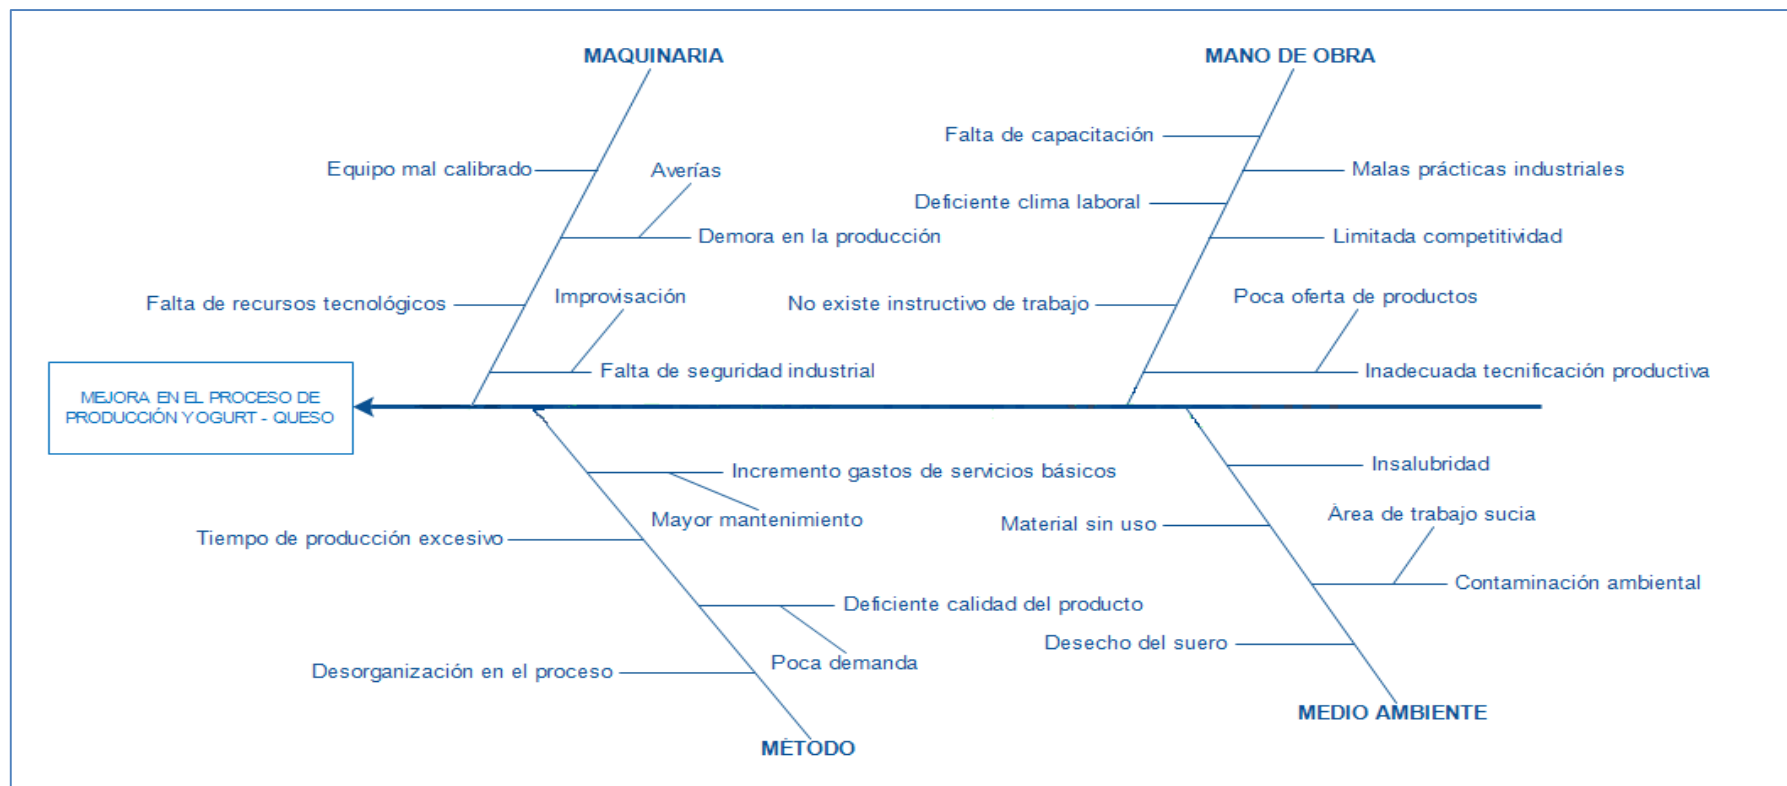 MAQUINARIA
MANO DE OBRA
Falta de capacitación
Equipo mal calibrado
Averías
Malas prácticas industriales
Deficiente clima laboral
Demora en la producción
Limitada competitividad
Falta de recursos tecnológicos
Improvisación
No existe instructivo de trabajo
Poca oferta de productos
Falta de seguridad industrial
Inadecuada tecnificación productiva
MEJORA EN EL PROCESO DE
PRODUCCIÓN YOGURT - QUESO
Incremento gastos de servicios básicos
Insalubridad
Mayor mantenimiento
Material sin uso
Área de trabajo sucia
Tiempo de producción excesivo
Contaminación ambiental
Deficiente calidad del producto
Desecho del suero
Poca demanda
Desorganización en el proceso
MEDIO AMBIENTE
MÉTODO